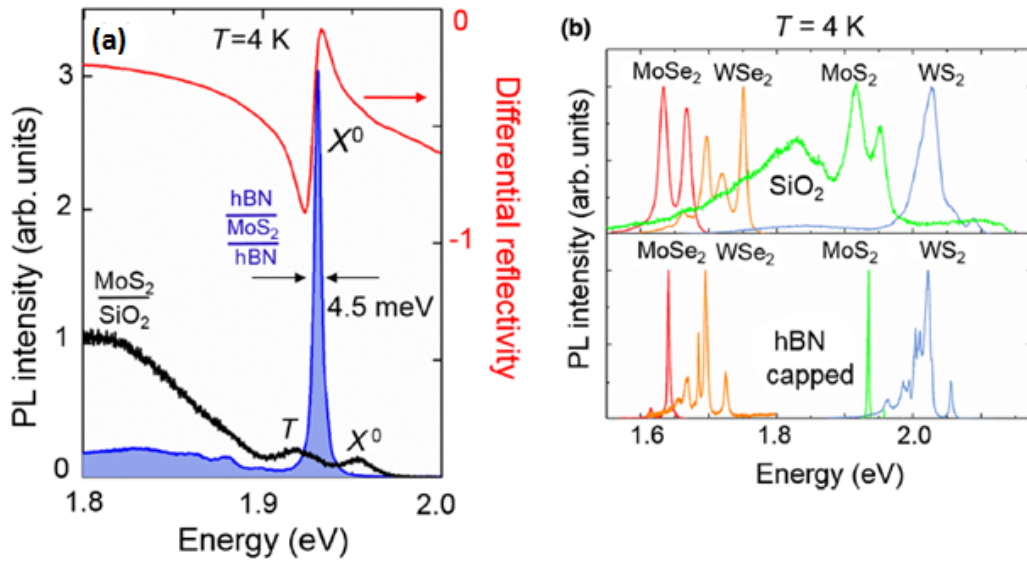 (a)
T=4 K
0
3
X⁰
2
hBN
MoS₂
hBN
-1
MoS₂
SiO₂
4.5 meV
1
T
X⁰
0
1.8
1.9
2.0
Energy (eV)
PL intensity (arb. units)
Differential reflectivity
(b)
T = 4 K
MoSe₂
WSe₂
MoS₂
WS₂
SiO₂
MoSe₂
WSe₂
MoS₂
WS₂
hBN
capped
1.6
1.8
2.0
Energy (eV)
PL intensity (arb. units)